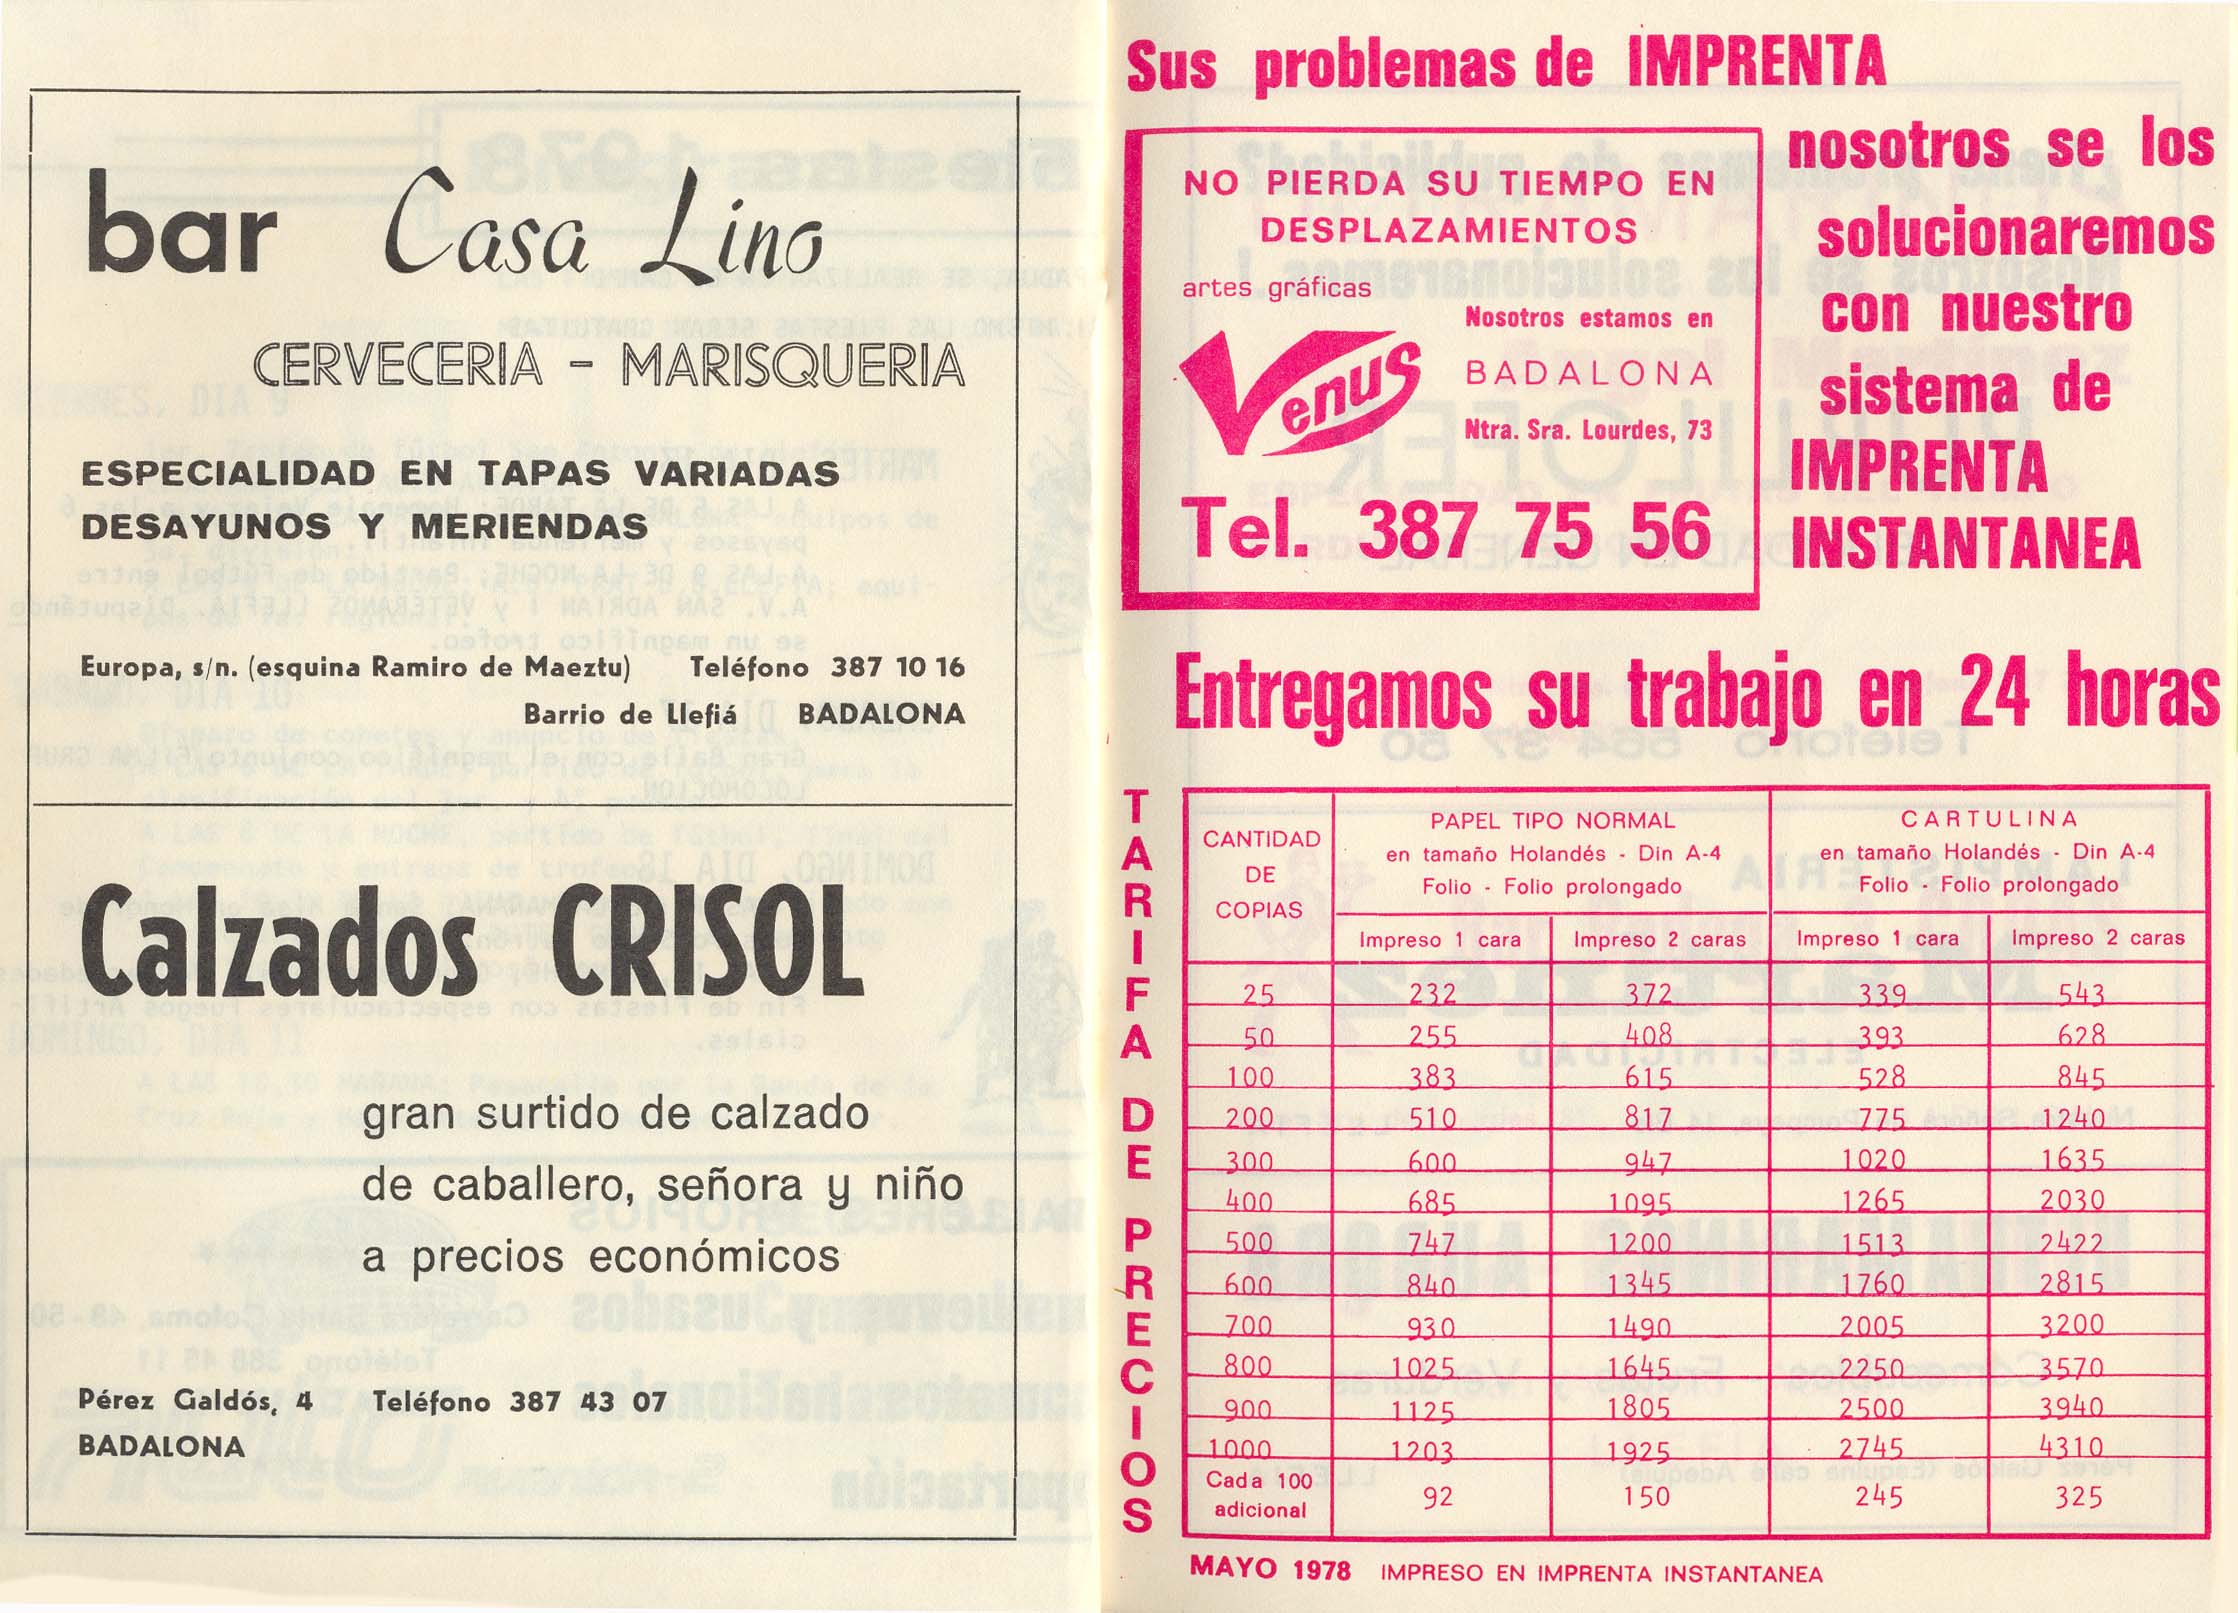 bar Casa Lino
CERVECERIA - MARISQUERIA
ESPECIALIDAD EN TAPAS VARIADAS
DESAYUNOS Y MERIENDAS
Europa, s/n. (esquina Ramiro de Maeztu) Teléfono 387 10 16
Barrio de Llefiá BADALONA
Calzados CRISOL
gran surtido de calzado
de caballero, señora y niño
a precios económicos
Pérez Galdós, 4 Teléfono 387 43 07
BADALONA
Sus problemas de IMPRENTA
nosotros se los
solucionaremos
con nuestro
sistema de
IMPRENTA
INSTANTANEA
NO PIERDA SU TIEMPO EN
DESPLAZAMIENTOS
artes gráficas
Venus
Nosotros estamos en
BADALONA
Ntra. Sra. Lourdes, 73
Tel. 387 75 56
Entregamos su trabajo en 24 horas
TARIFA DE PRECIOS
CANTIDAD DE COPIAS
PAPEL TIPO NORMAL
en tamaño Holandés - Din A-4
Folio - Folio prolongado
CARTULINA
en tamaño Holandés - Din A-4
Folio - Folio prolongado
Impreso 1 cara Impreso 2 caras Impreso 1 cara Impreso 2 caras
25 232 372 339 543
50 255 408 393 628
100 383 615 528 845
200 510 817 775 1240
300 600 947 1020 1635
400 685 1095 1265 2030
500 747 1200 1513 2422
600 840 1345 1760 2815
700 930 1490 2005 3200
800 1025 1645 2250 3570
900 1125 1805 2500 3940
1000 1203 1925 2745 4310
Cada 100 adicional 92 150 245 325
MAYO 1978 IMPRESO EN IMPRENTA INSTANTANEA